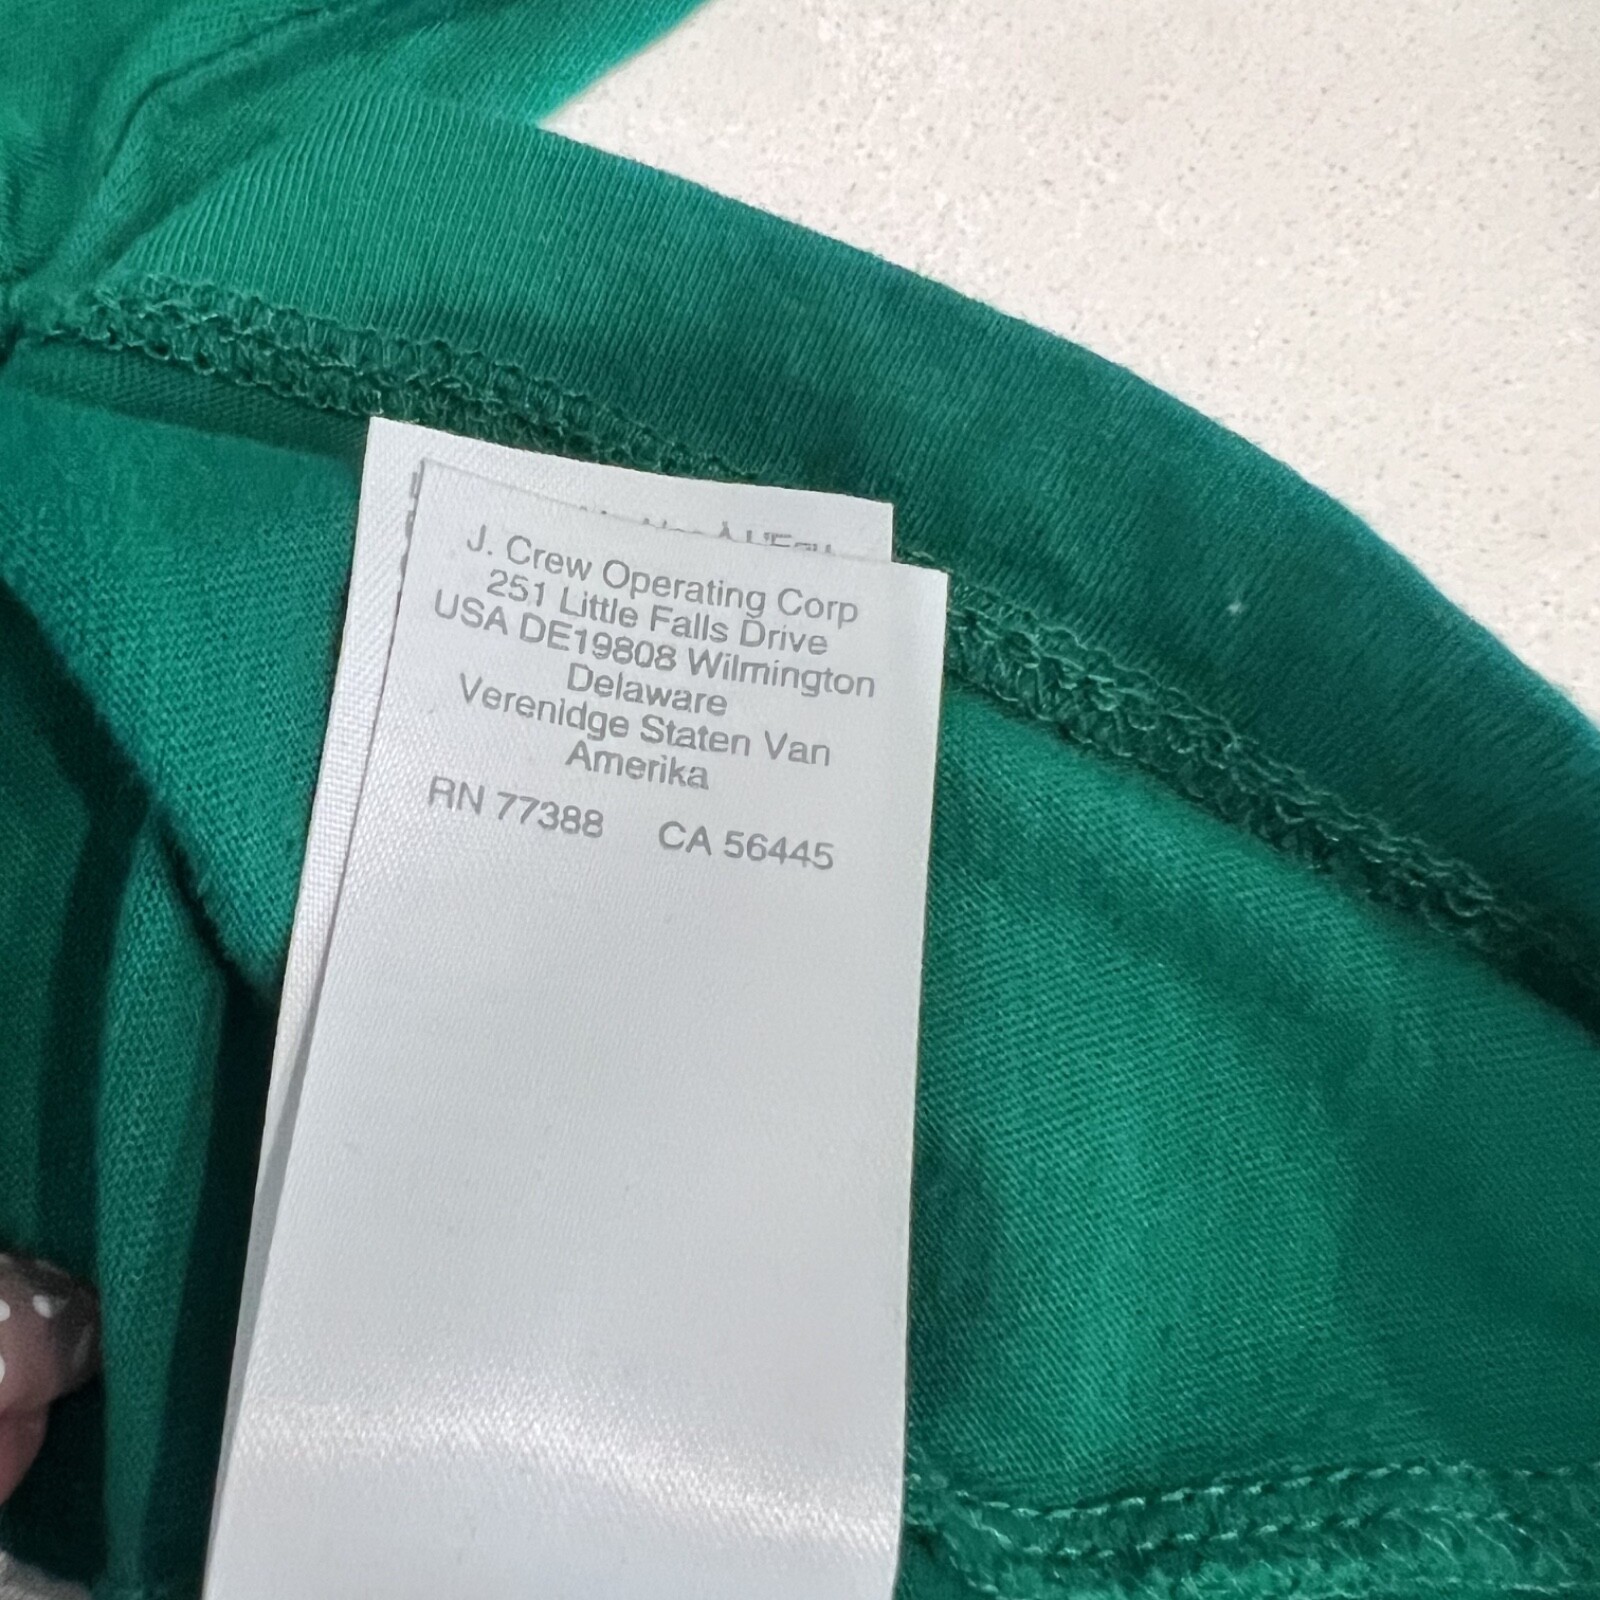 J. Crew Operating Corp
251 Little Falls Drive
USA DE19808 Wilmington
Delaware
Verenidge Staten Van
Amerika
RN 77388 CA 56445